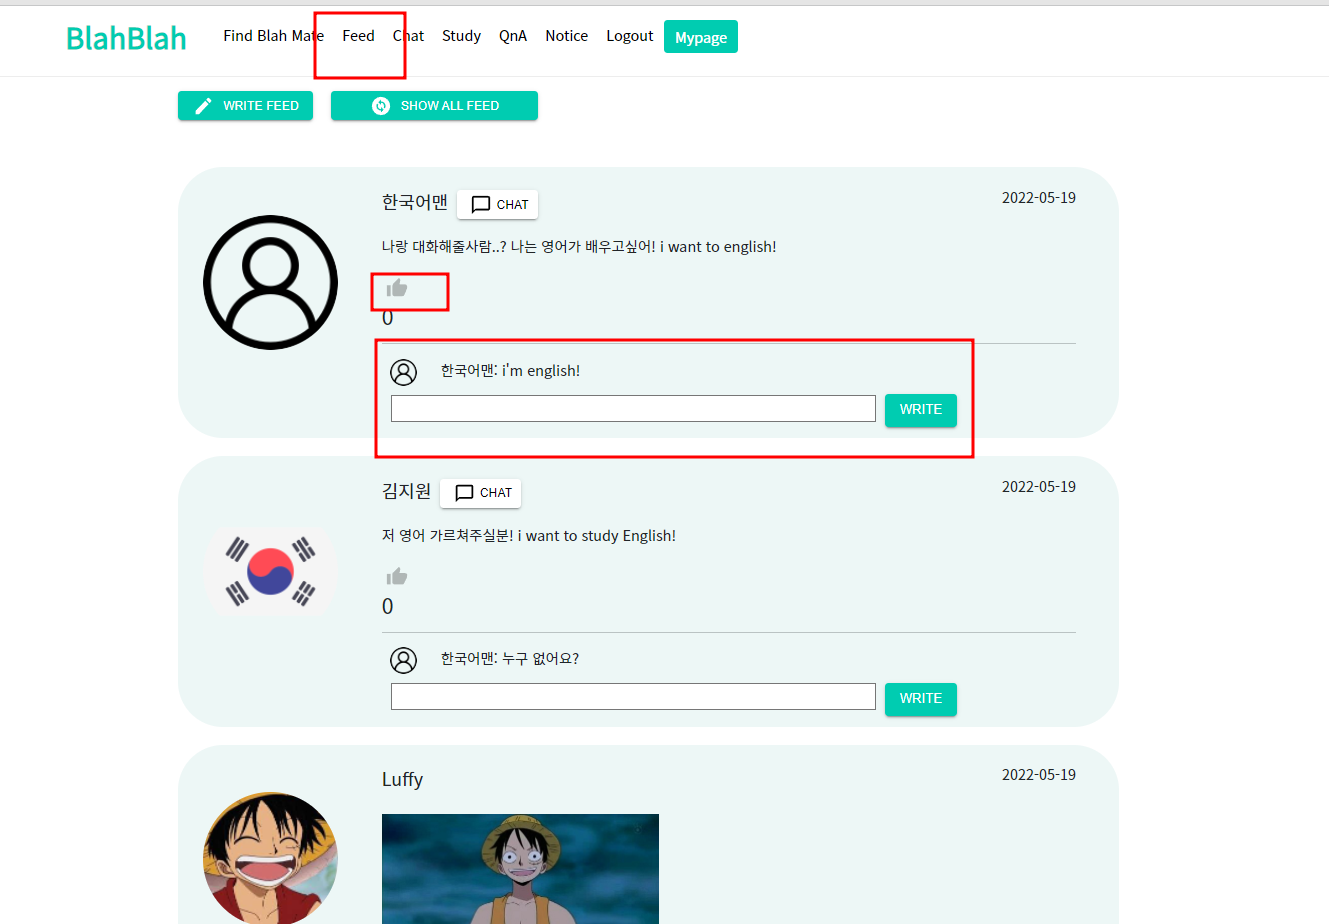 BlahBlah Find Blah Mate Feed Chat Study QnA Notice Logout Mypage
WRITE FEED SHOW ALL FEED
한국어맨 CHAT 2022-05-19
나랑 대화해줄사람..? 나는 영어가 배우고싶어! i want to english!
0
한국어맨: i'm english!
WRITE
김지원 CHAT 2022-05-19
저 영어 가르쳐주실분! i want to study English!
0
한국어맨: 누구 없어요?
WRITE
Luffy 2022-05-19